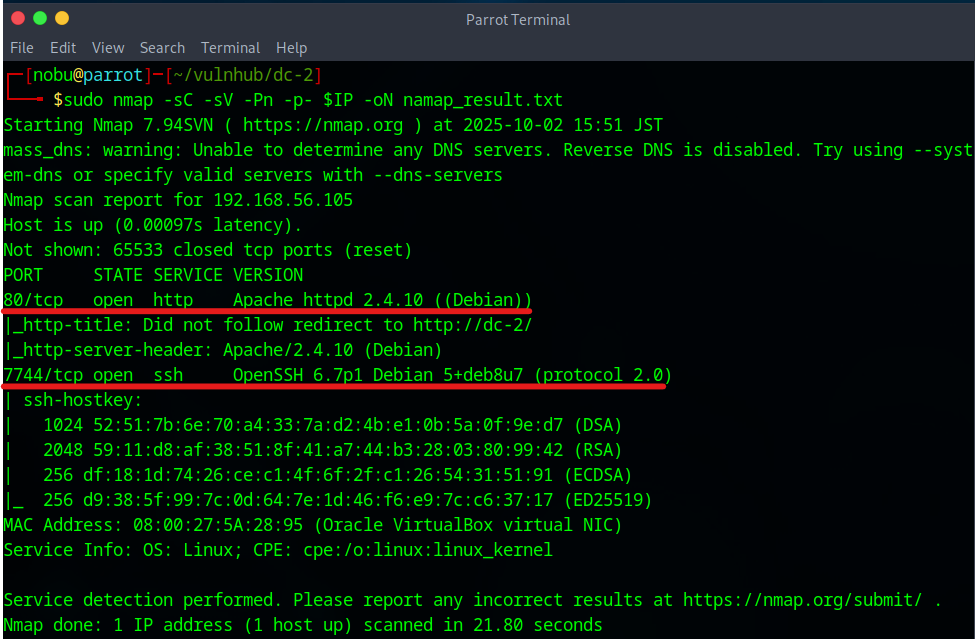 Parrot Terminal
File Edit View Search Terminal Help
[nobu@parrot]-[~/vulnhub/dc-2]
$sudo nmap -sC -sV -Pn -p- $IP -oN namap_result.txt
Starting Nmap 7.94SVN ( https://nmap.org ) at 2025-10-02 15:51 JST
mass_dns: warning: Unable to determine any DNS servers. Reverse DNS is disabled. Try using --syst
em-dns or specify valid servers with --dns-servers
Nmap scan report for 192.168.56.105
Host is up (0.00097s latency).
Not shown: 65533 closed tcp ports (reset)
PORT     STATE SERVICE VERSION
80/tcp   open  http    Apache httpd 2.4.10 ((Debian))
|_http-title: Did not follow redirect to http://dc-2/
|_http-server-header: Apache/2.4.10 (Debian)
7744/tcp open  ssh     OpenSSH 6.7p1 Debian 5+deb8u7 (protocol 2.0)
| ssh-hostkey:
|   1024 52:51:7b:6e:70:a4:33:7a:d2:4b:e1:0b:5a:0f:9e:d7 (DSA)
|   2048 59:11:d8:af:38:51:8f:41:a7:44:b3:28:03:80:99:42 (RSA)
|   256 df:18:1d:74:26:ce:c1:4f:6f:2f:c1:26:54:31:51:91 (ECDSA)
|_  256 d9:38:5f:99:7c:0d:64:7e:1d:46:f6:e9:7c:c6:37:17 (ED25519)
MAC Address: 08:00:27:5A:28:95 (Oracle VirtualBox virtual NIC)
Service Info: OS: Linux; CPE: cpe:/o:linux:linux_kernel
Service detection performed. Please report any incorrect results at https://nmap.org/submit/ .
Nmap done: 1 IP address (1 host up) scanned in 21.80 seconds